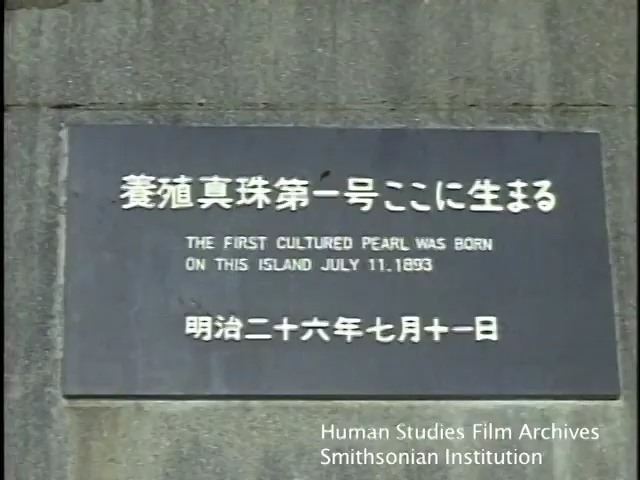 養殖真珠第一号ここに生まる
THE FIRST CULTURED PEARL WAS BORN
ON THIS ISLAND JULY 11.1893
明治二十六年七月十一日
Human Studies Film Archives
Smithsonian Institution